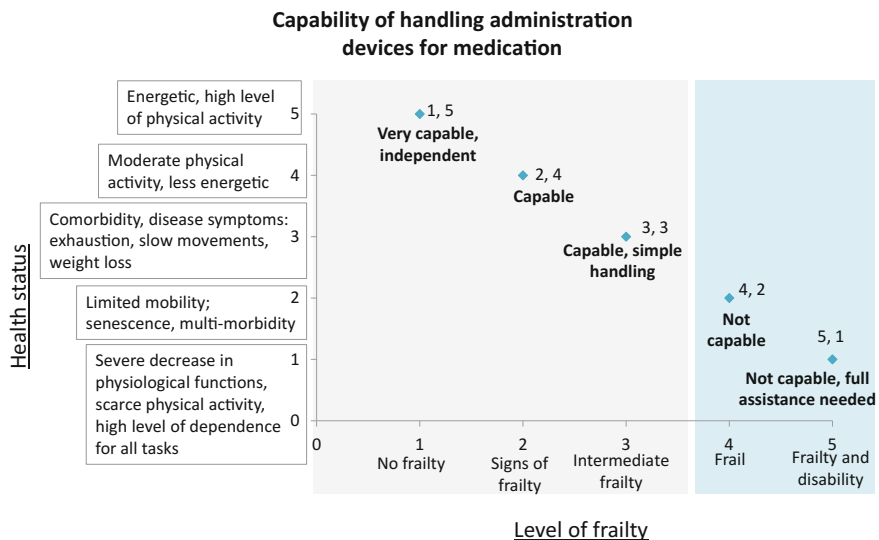 Capability of handling administration
devices for medication
Energetic, high level
of physical activity
5
1, 5
Very capable,
independent
Moderate physical
activity, less energetic
4
2, 4
Capable
Comorbidity, disease symptoms:
exhaustion, slow movements,
weight loss
3
3, 3
Capable, simple
handling
Health status
Limited mobility;
senescence, multi-morbidity
2
4, 2
Not
capable
Severe decrease in
physiological functions,
scarce physical activity,
high level of dependence
for all tasks
1
5, 1
Not capable, full
assistance needed
0
0
1
2
3
4
5
No frailty
Signs of
frailty
Intermediate
frailty
Frail
Frailty and
disability
Level of frailty